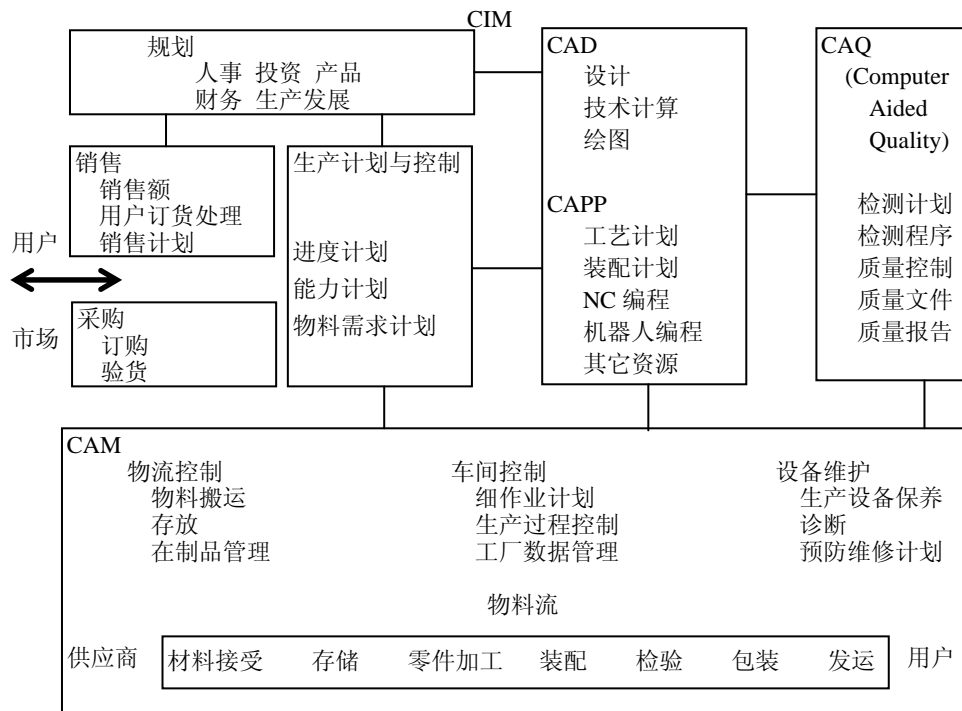 CIM
规划
人事 投资 产品
财务 生产发展
销售
销售额
用户订货处理
销售计划
用户
市场
采购
订购
验货
生产计划与控制
进度计划
能力计划
物料需求计划
CAD
设计
技术计算
绘图
CAPP
工艺计划
装配计划
NC 编程
机器人编程
其它资源
CAQ
(Computer
Aided
Quality)
检测计划
检测程序
质量控制
质量文件
质量报告
CAM
物流控制
物料搬运
存放
在制品管理
车间控制
细作业计划
生产过程控制
工厂数据管理
设备维护
生产设备保养
诊断
预防维修计划
物料流
供应商 材料接受 存储 零件加工 装配 检验 包装 发运 用户